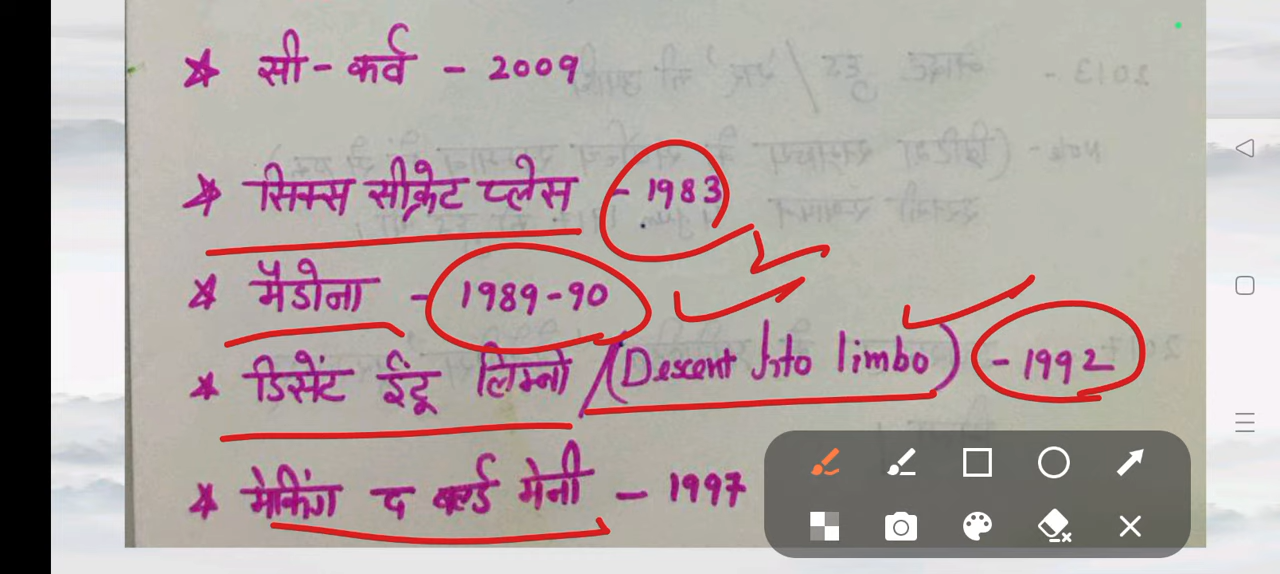 ☆ सी - कर्व - 2009
☆ सिक्स सीक्रेट प्लेस - 1983
☆ मैडोना - 1989-90
☆ डिसेंट ईंटू लिम्बो / (Descent Into limbo) - 1992
☆ मेकिंग द वर्ल्ड मेनी - 1997